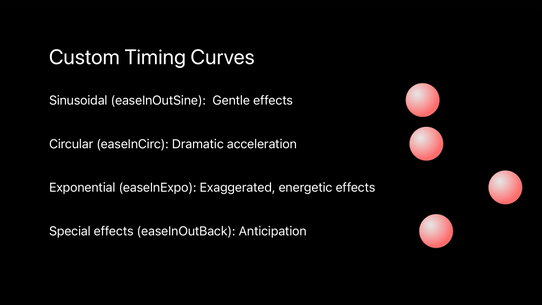 Custom Timing Curves
Sinusoidal (easeInOutSine):  Gentle effects
Circular (easeInCirc): Dramatic acceleration
Exponential (easeInExpo): Exaggerated, energetic effects
Special effects (easeInOutBack): Anticipation